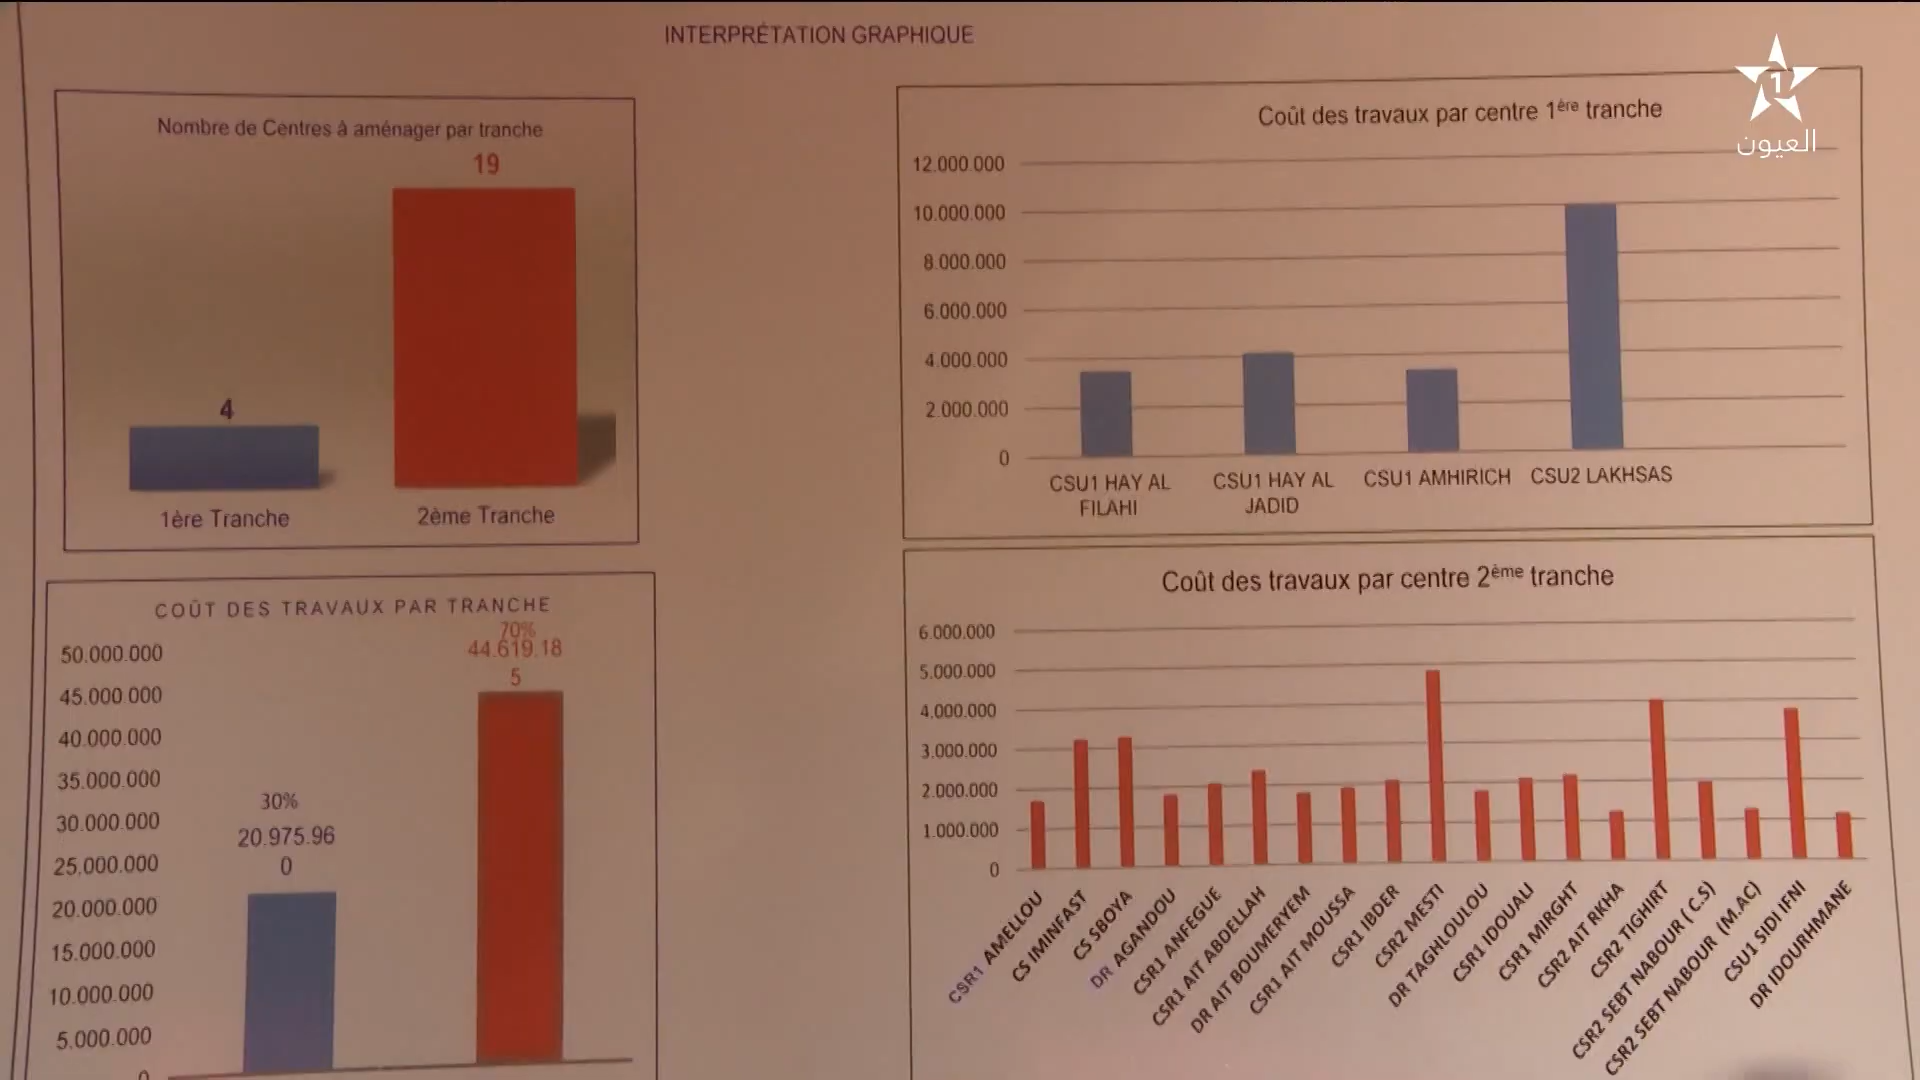 INTERPRÉTATION GRAPHIQUE
1
العيون
Nombre de Centres à aménager par tranche
19
4
1ère Tranche
2ème Tranche
Coût des travaux par centre 1ère tranche
12.000.000
10.000.000
8.000.000
6.000.000
4.000.000
2.000.000
0
CSU1 HAY AL
FILAHI
CSU1 HAY AL
JADID
CSU1 AMHIRICH
CSU2 LAKHSAS
COÛT DES TRAVAUX PAR TRANCHE
70%
44.619.18
5
30%
20.975.96
0
50.000.000
45.000.000
40.000.000
35.000.000
30.000.000
25.000.000
20.000.000
15.000.000
10.000.000
5.000.000
0
Coût des travaux par centre 2ème tranche
6.000.000
5.000.000
4.000.000
3.000.000
2.000.000
1.000.000
0
CSR1 AMELLOU
CS IMINFAST
CS SBOYA
DR AGANDOU
CSR1 ANFEGUE
CSR1 AIT ABDELLAH
DR AIT BOUMERYEM
CSR1 AIT MOUSSA
CSR1 IBDER
CSR2 MESTI
DR TAGHLOULOU
CSR1 IDOUALI
CSR1 MIRGHT
CSR2 AIT RKHA
CSR2 TIGHIRT
CSR2 SEBT NABOUR ( C.S)
CSR2 SEBT NABOUR (M.AC)
CSU1 SIDI IFNI
DR IDOURHMANE